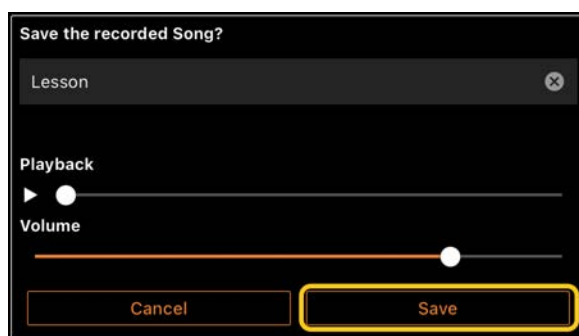 Save the recorded Song?
Lesson
Playback
Volume
Cancel
Save